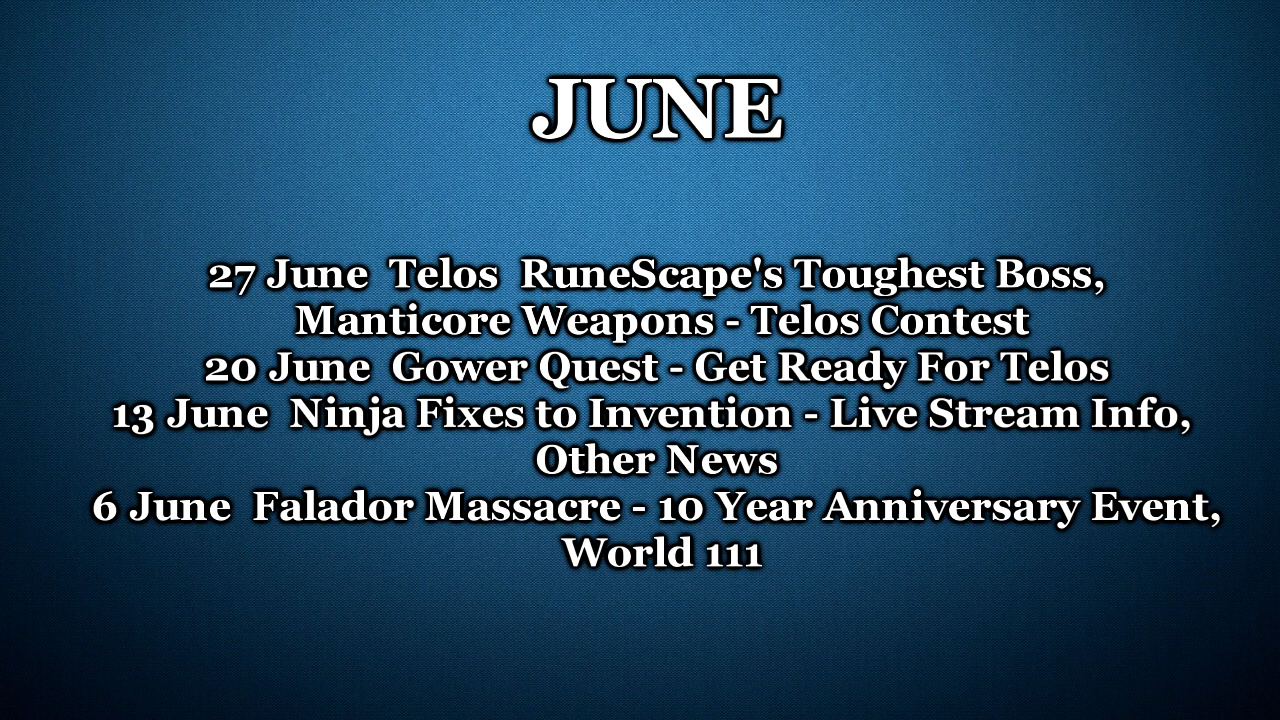 JUNE
27 June  Telos  RuneScape's Toughest Boss,
Manticore Weapons - Telos Contest
20 June  Gower Quest - Get Ready For Telos
13 June  Ninja Fixes to Invention - Live Stream Info,
Other News
6 June  Falador Massacre - 10 Year Anniversary Event,
World 111